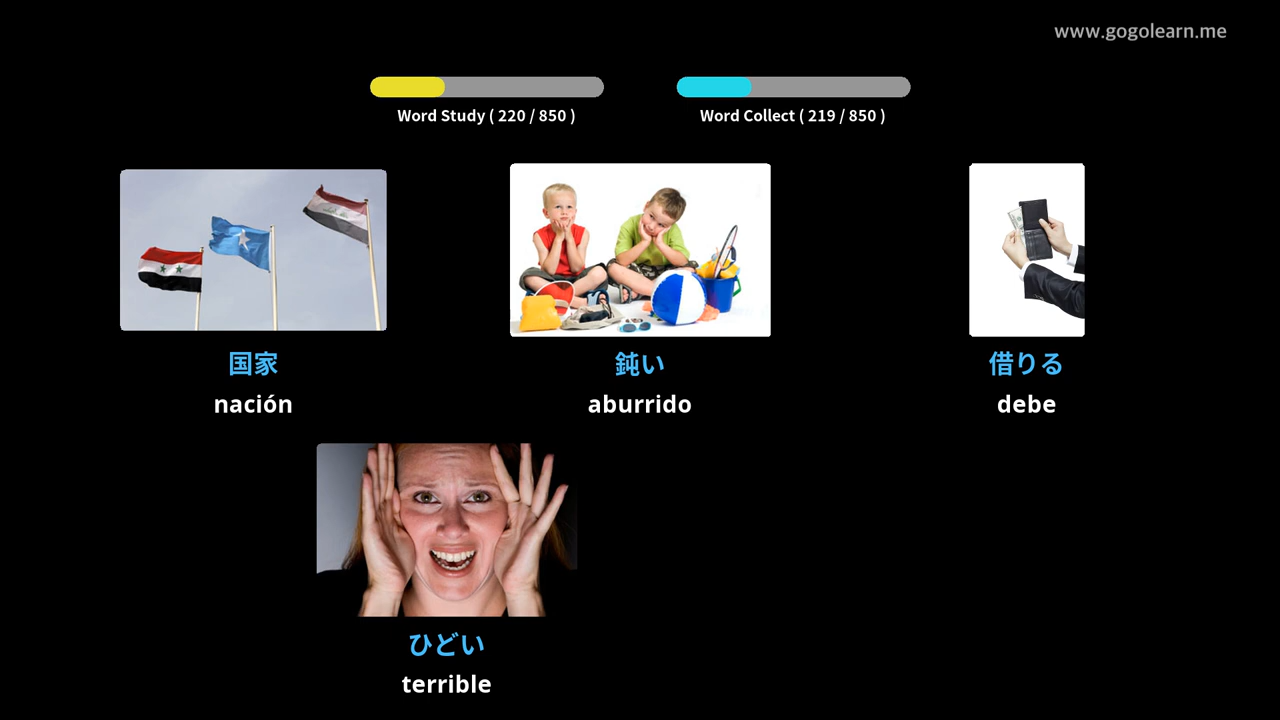 www.gogolearn.me
Word Study ( 220 / 850 )
Word Collect ( 219 / 850 )
国家
nación
鈍い
aburrido
借りる
debe
ひどい
terrible